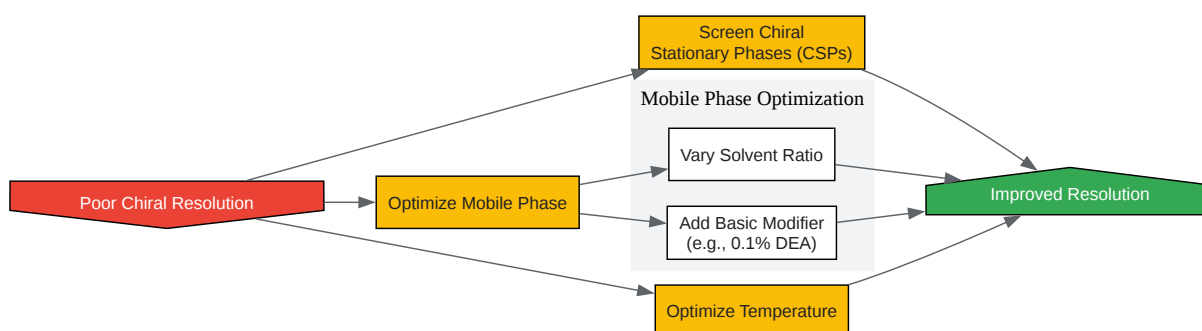 Screen Chiral
Stationary Phases (CSPs)
Mobile Phase Optimization
Vary Solvent Ratio
Poor Chiral Resolution
Optimize Mobile Phase
Improved Resolution
Add Basic Modifier
(e.g., 0.1% DEA)
Optimize Temperature